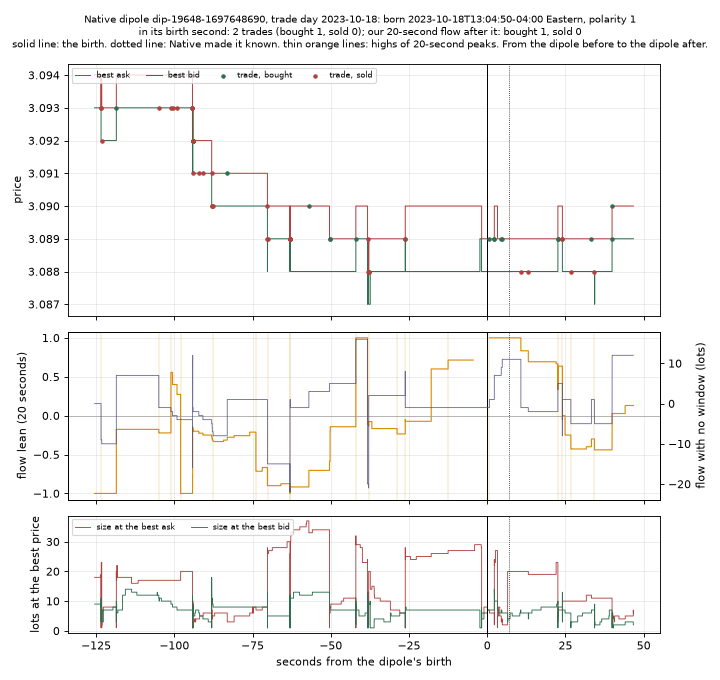 Native dipole dip-19648-1697648690, trade day 2023-10-18: born 2023-10-18T13:04:50-04:00 Eastern, polarity 1
in its birth second: 2 trades (bought 1, sold 0); our 20-second flow after it: bought 1, sold 0
solid line: the birth. dotted line: Native made it known. thin orange lines: highs of 20-second peaks. From the dipole before to the dipole after.
best ask best bid trade, bought trade, sold
3.094
3.093
3.092
3.091
3.090
3.089
3.088
3.087
price
1.0
0.5
0.0
−0.5
−1.0
flow lean (20 seconds)
10
0
−10
−20
flow with no window (lots)
size at the best ask size at the best bid
30
20
10
0
lots at the best price
−125 −100 −75 −50 −25 0 25 50
seconds from the dipole's birth